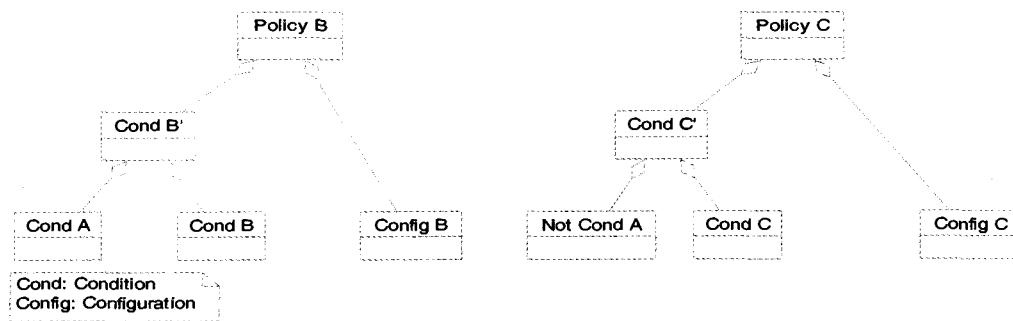 Policy B
Policy C
Cond B'
Cond C'
Cond A
Cond B
Config B
Not Cond A
Cond C
Config C
Cond: Condition
Config: Configuration